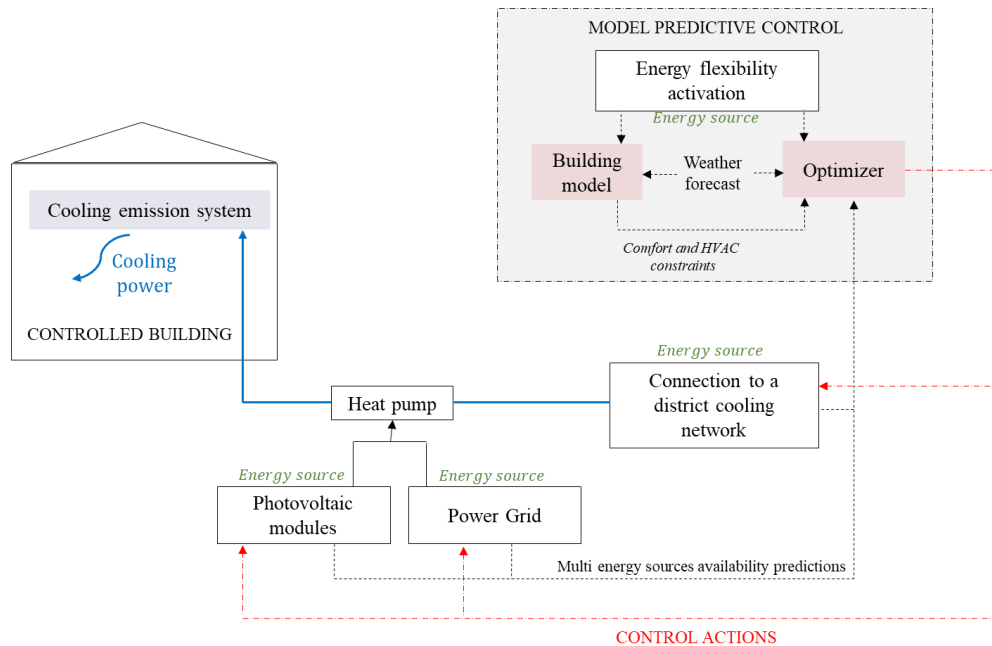 MODEL PREDICTIVE CONTROL
Energy flexibility
activation
Energy source
Building
model
Weather
forecast
Optimizer
Comfort and HVAC
constraints
Cooling emission system
Cooling
power
CONTROLLED BUILDING
Energy source
Connection to a
district cooling
network
Heat pump
Energy source
Photovoltaic
modules
Energy source
Power Grid
Multi energy sources availability predictions
CONTROL ACTIONS